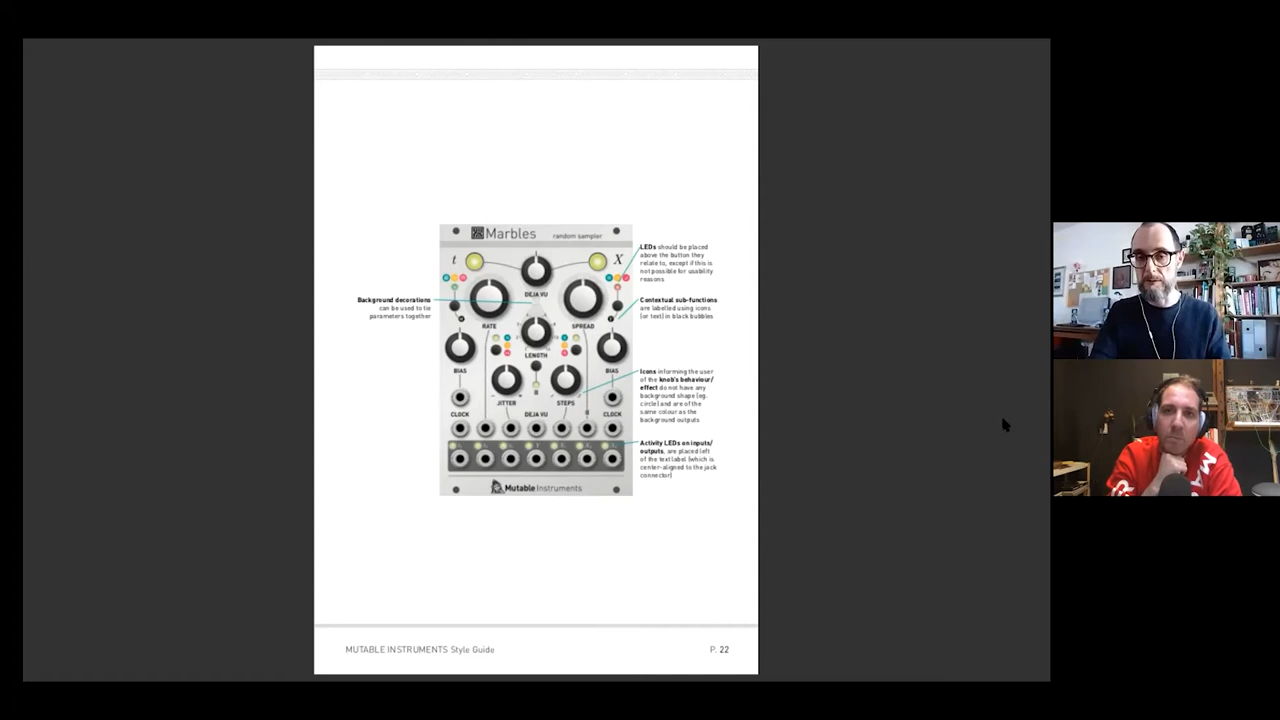 Marbles
random sampler
t
X
DEJA VU
RATE
SPREAD
LENGTH
BIAS
BIAS
JITTER
STEPS
CLOCK
DEJA VU
CLOCK
Mutable Instruments
Background decorations
can be used to tie
parameters together
LEDs should be placed
above the button they
relate to, except if this is
not possible for usability
reasons
Contextual sub-functions
are labelled using icons
(or text) in black bubbles
Icons informing the user
of the knob's behaviour/
effect do not have any
background shape (eg.
circle) and are of the
same colour as the
background outputs
Activity LEDs on inputs/
outputs, are placed left
of the text label (which is
center-aligned to the jack
connector)
MUTABLE INSTRUMENTS Style Guide
P. 22